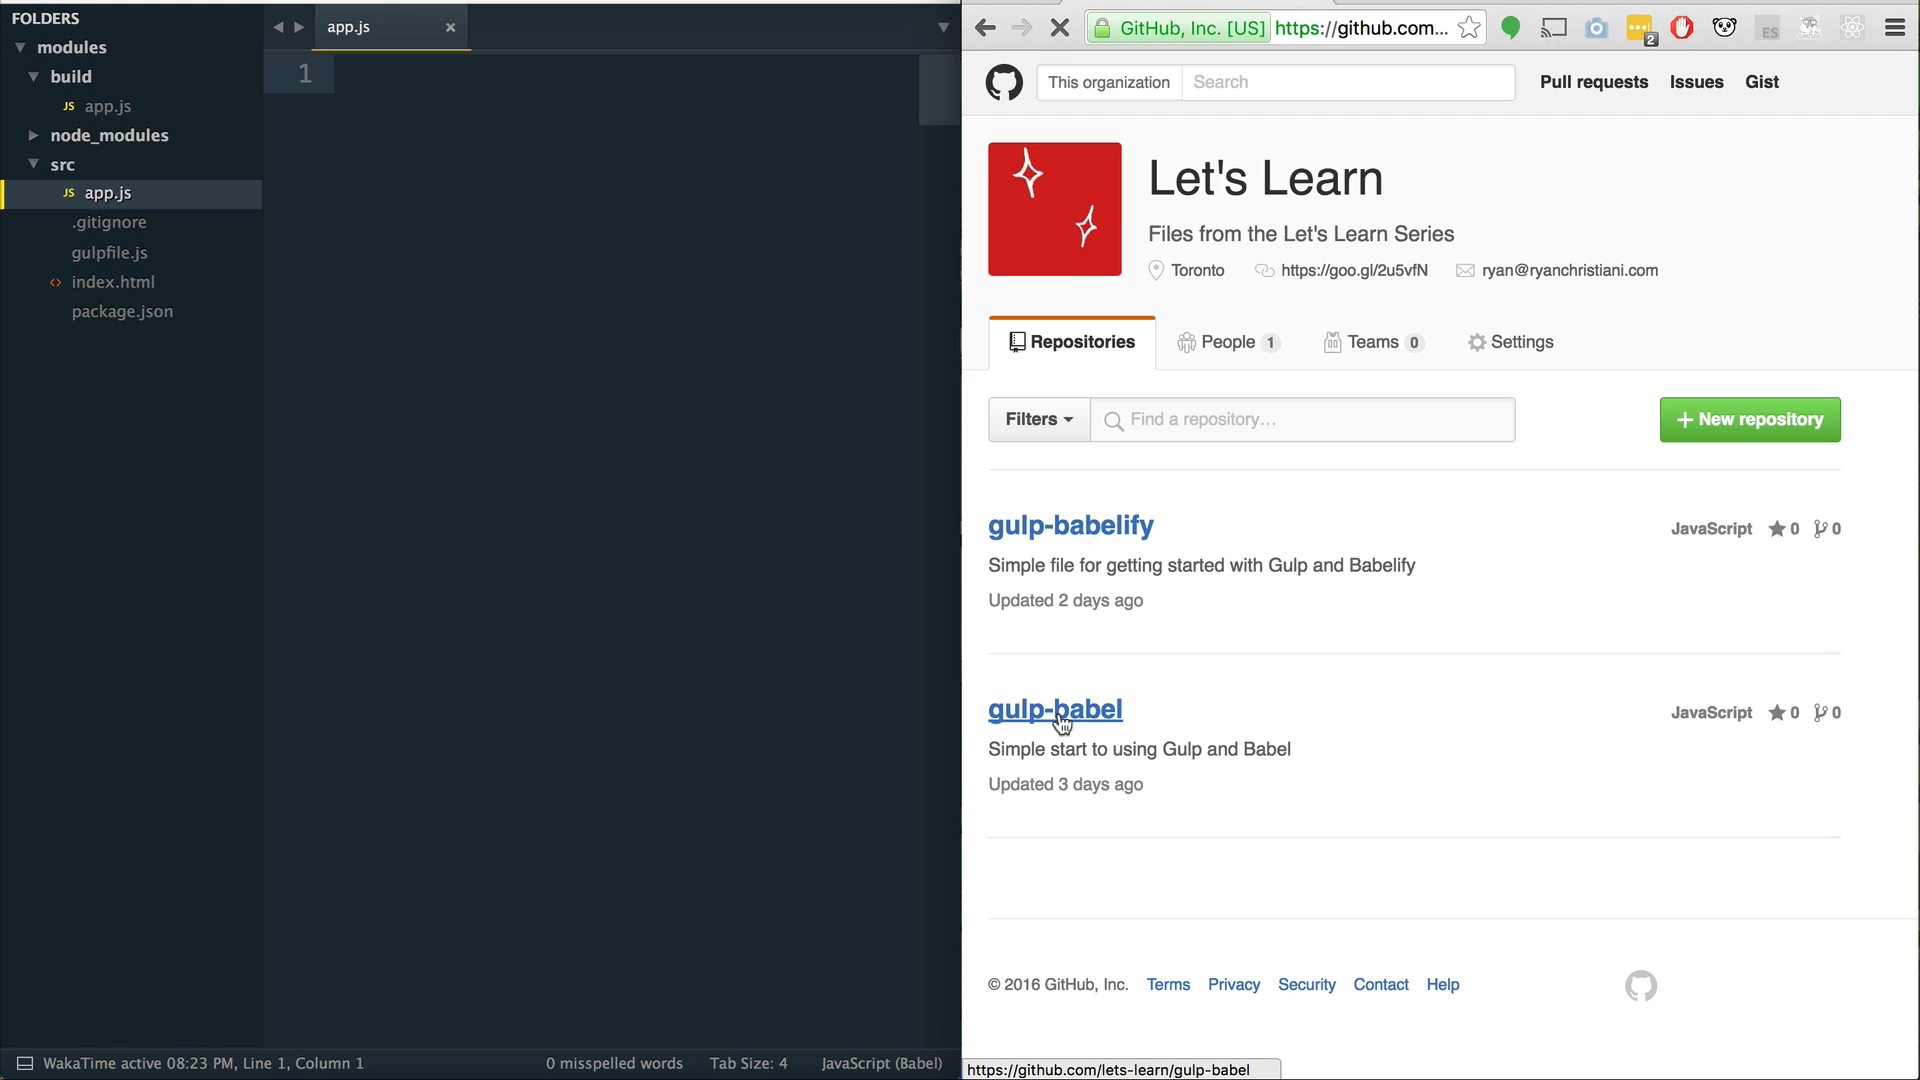 FOLDERS
modules
build
JS app.js
node_modules
src
JS app.js
.gitignore
gulpfile.js
<> index.html
package.json
app.js ×
1
WakaTime active 08:23 PM, Line 1, Column 1
0 misspelled words
Tab Size: 4
JavaScript (Babel)
GitHub, Inc. [US] https://github.com...
2
ES
This organization Search
Pull requests Issues Gist
Let's Learn
Files from the Let's Learn Series
Toronto https://goo.gl/2u5vfN ryan@ryanchristiani.com
Repositories People 1 Teams 0 Settings
Filters Find a repository…
+ New repository
gulp-babelify
JavaScript 0 0
Simple file for getting started with Gulp and Babelify
Updated 2 days ago
gulp-babel
JavaScript 0 0
Simple start to using Gulp and Babel
Updated 3 days ago
© 2016 GitHub, Inc. Terms Privacy Security Contact Help
https://github.com/lets-learn/gulp-babel